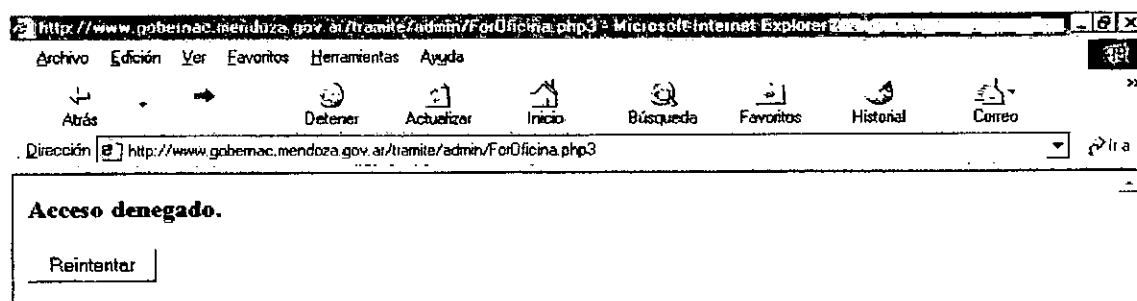 http://www.gobernac.mendoza.gov.ar/tramite/admin/ForOficina.php3 - Microsoft Internet Explorer
Archivo Edición Ver Favoritos Herramientas Ayuda
Atrás Detener Actualizar Inicio Búsqueda Favoritos Historial Correo »
Dirección http://www.gobernac.mendoza.gov.ar/tramite/admin/ForOficina.php3 Ir a
Acceso denegado.
Reintentar